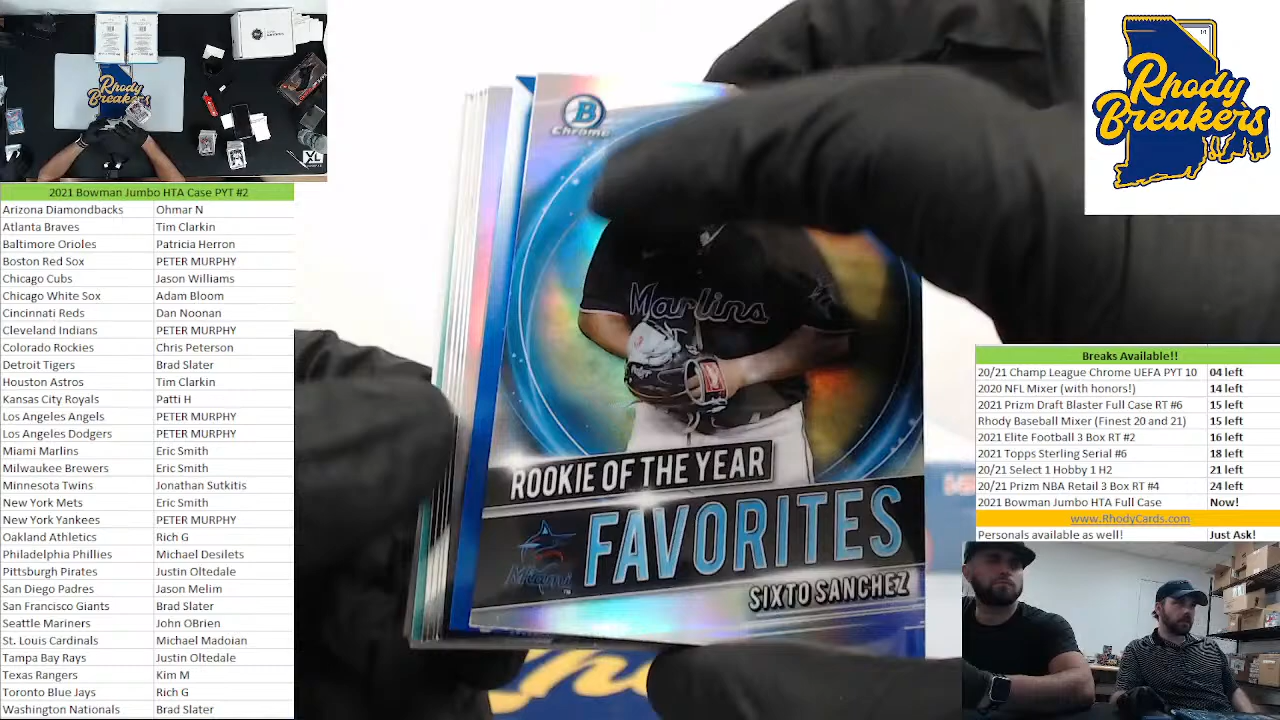 Rhody
Breakers
XL
2021 Bowman Jumbo HTA Case PYT #2
Arizona Diamondbacks Ohmar N
Atlanta Braves Tim Clarkin
Baltimore Orioles Patricia Herron
Boston Red Sox PETER MURPHY
Chicago Cubs Jason Williams
Chicago White Sox Adam Bloom
Cincinnati Reds Dan Noonan
Cleveland Indians PETER MURPHY
Colorado Rockies Chris Peterson
Detroit Tigers Brad Slater
Houston Astros Tim Clarkin
Kansas City Royals Patti H
Los Angeles Angels PETER MURPHY
Los Angeles Dodgers PETER MURPHY
Miami Marlins Eric Smith
Milwaukee Brewers Eric Smith
Minnesota Twins Jonathan Sutkitis
New York Mets Eric Smith
New York Yankees PETER MURPHY
Oakland Athletics Rich G
Philadelphia Phillies Michael Desilets
Pittsburgh Pirates Justin Oltedale
San Diego Padres Jason Melim
San Francisco Giants Brad Slater
Seattle Mariners John OBrien
St. Louis Cardinals Michael Madoian
Tampa Bay Rays Justin Oltedale
Texas Rangers Kim M
Toronto Blue Jays Rich G
Washington Nationals Brad Slater
B
Chrome
Marlins
ROOKIE OF THE YEAR
FAVORITES
Miami
SIXTO SANCHEZ
Rhody
Breakers
Breaks Available!!
20/21 Champ League Chrome UEFA PYT 10 04 left
2020 NFL Mixer (with honors!) 14 left
2021 Prizm Draft Blaster Full Case RT #6 15 left
Rhody Baseball Mixer (Finest 20 and 21) 15 left
2021 Elite Football 3 Box RT #2 16 left
2021 Topps Sterling Serial #6 18 left
20/21 Select 1 Hobby 1 H2 21 left
20/21 Prizm NBA Retail 3 Box RT #4 24 left
2021 Bowman Jumbo HTA Full Case Now!
www.RhodyCards.com
Personals available as well! Just Ask!